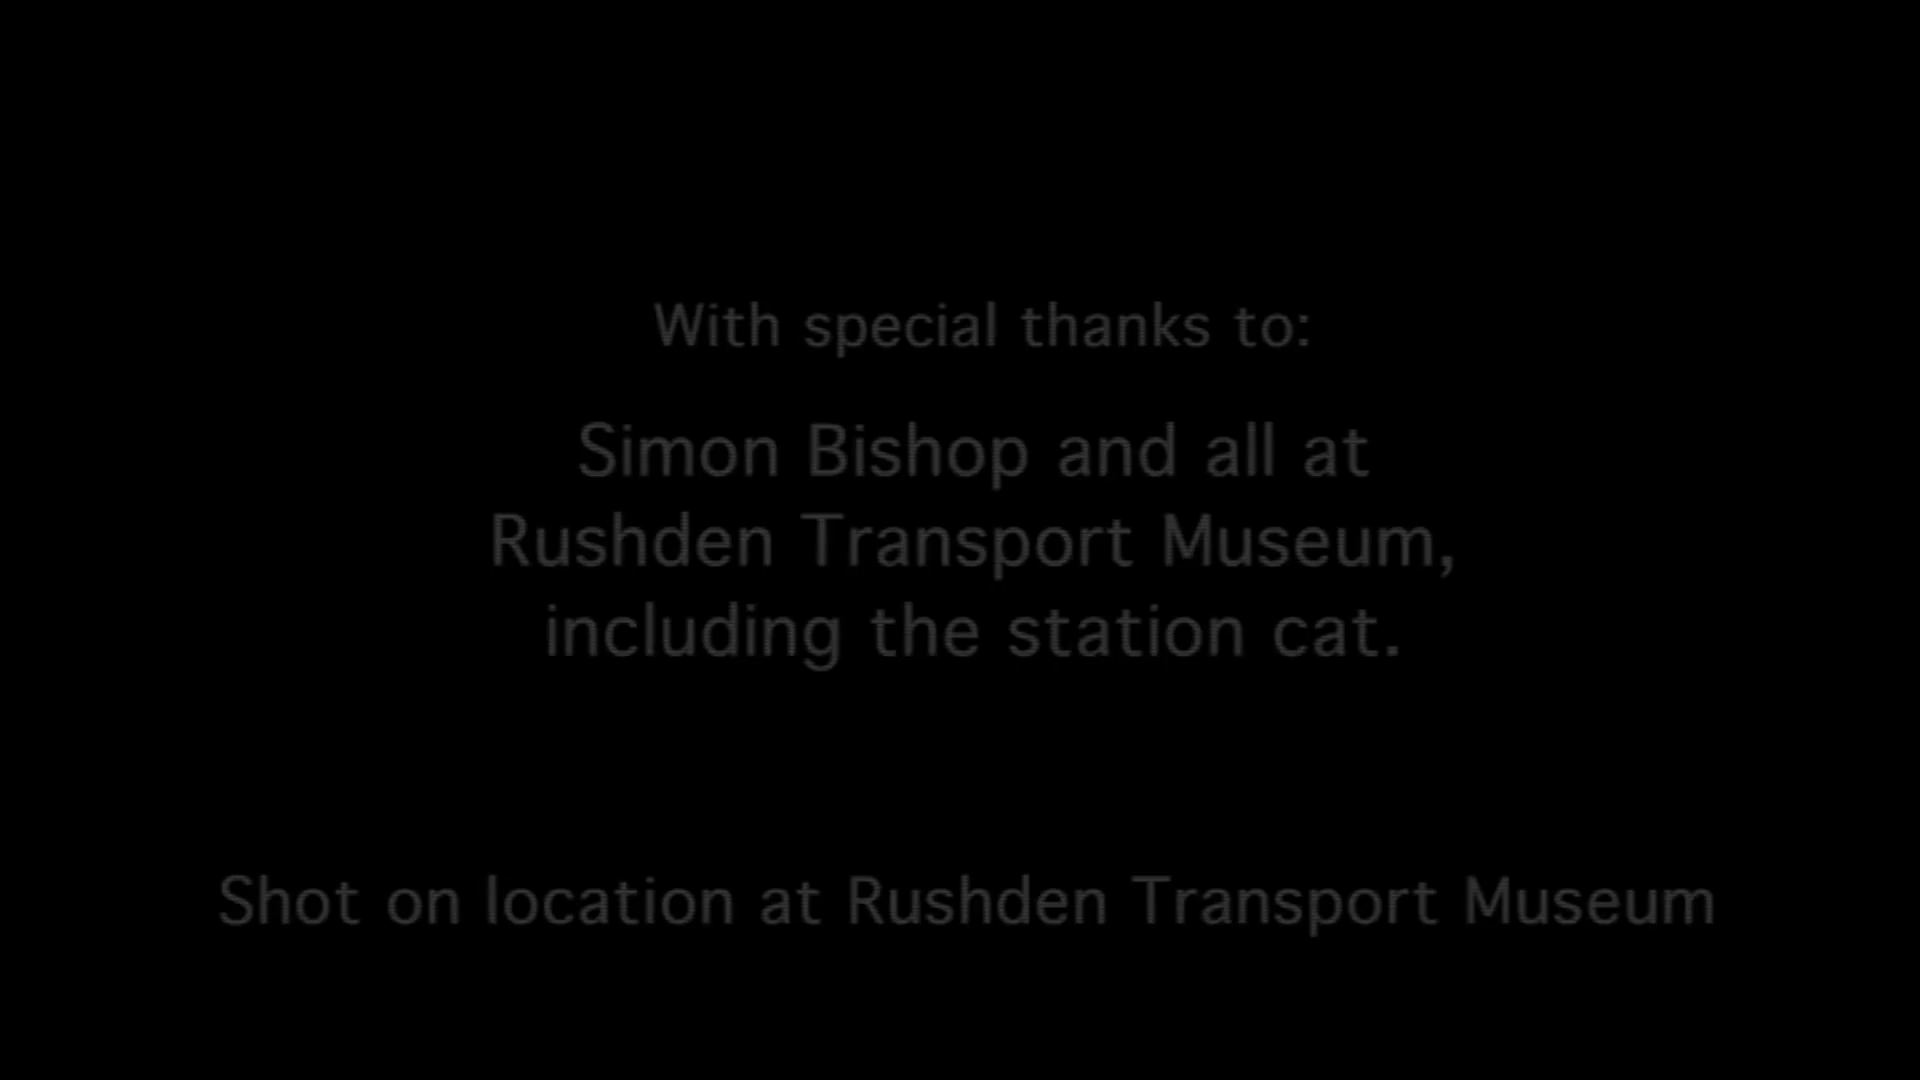 With special thanks to:
Simon Bishop and all at
Rushden Transport Museum,
including the station cat.
Shot on location at Rushden Transport Museum